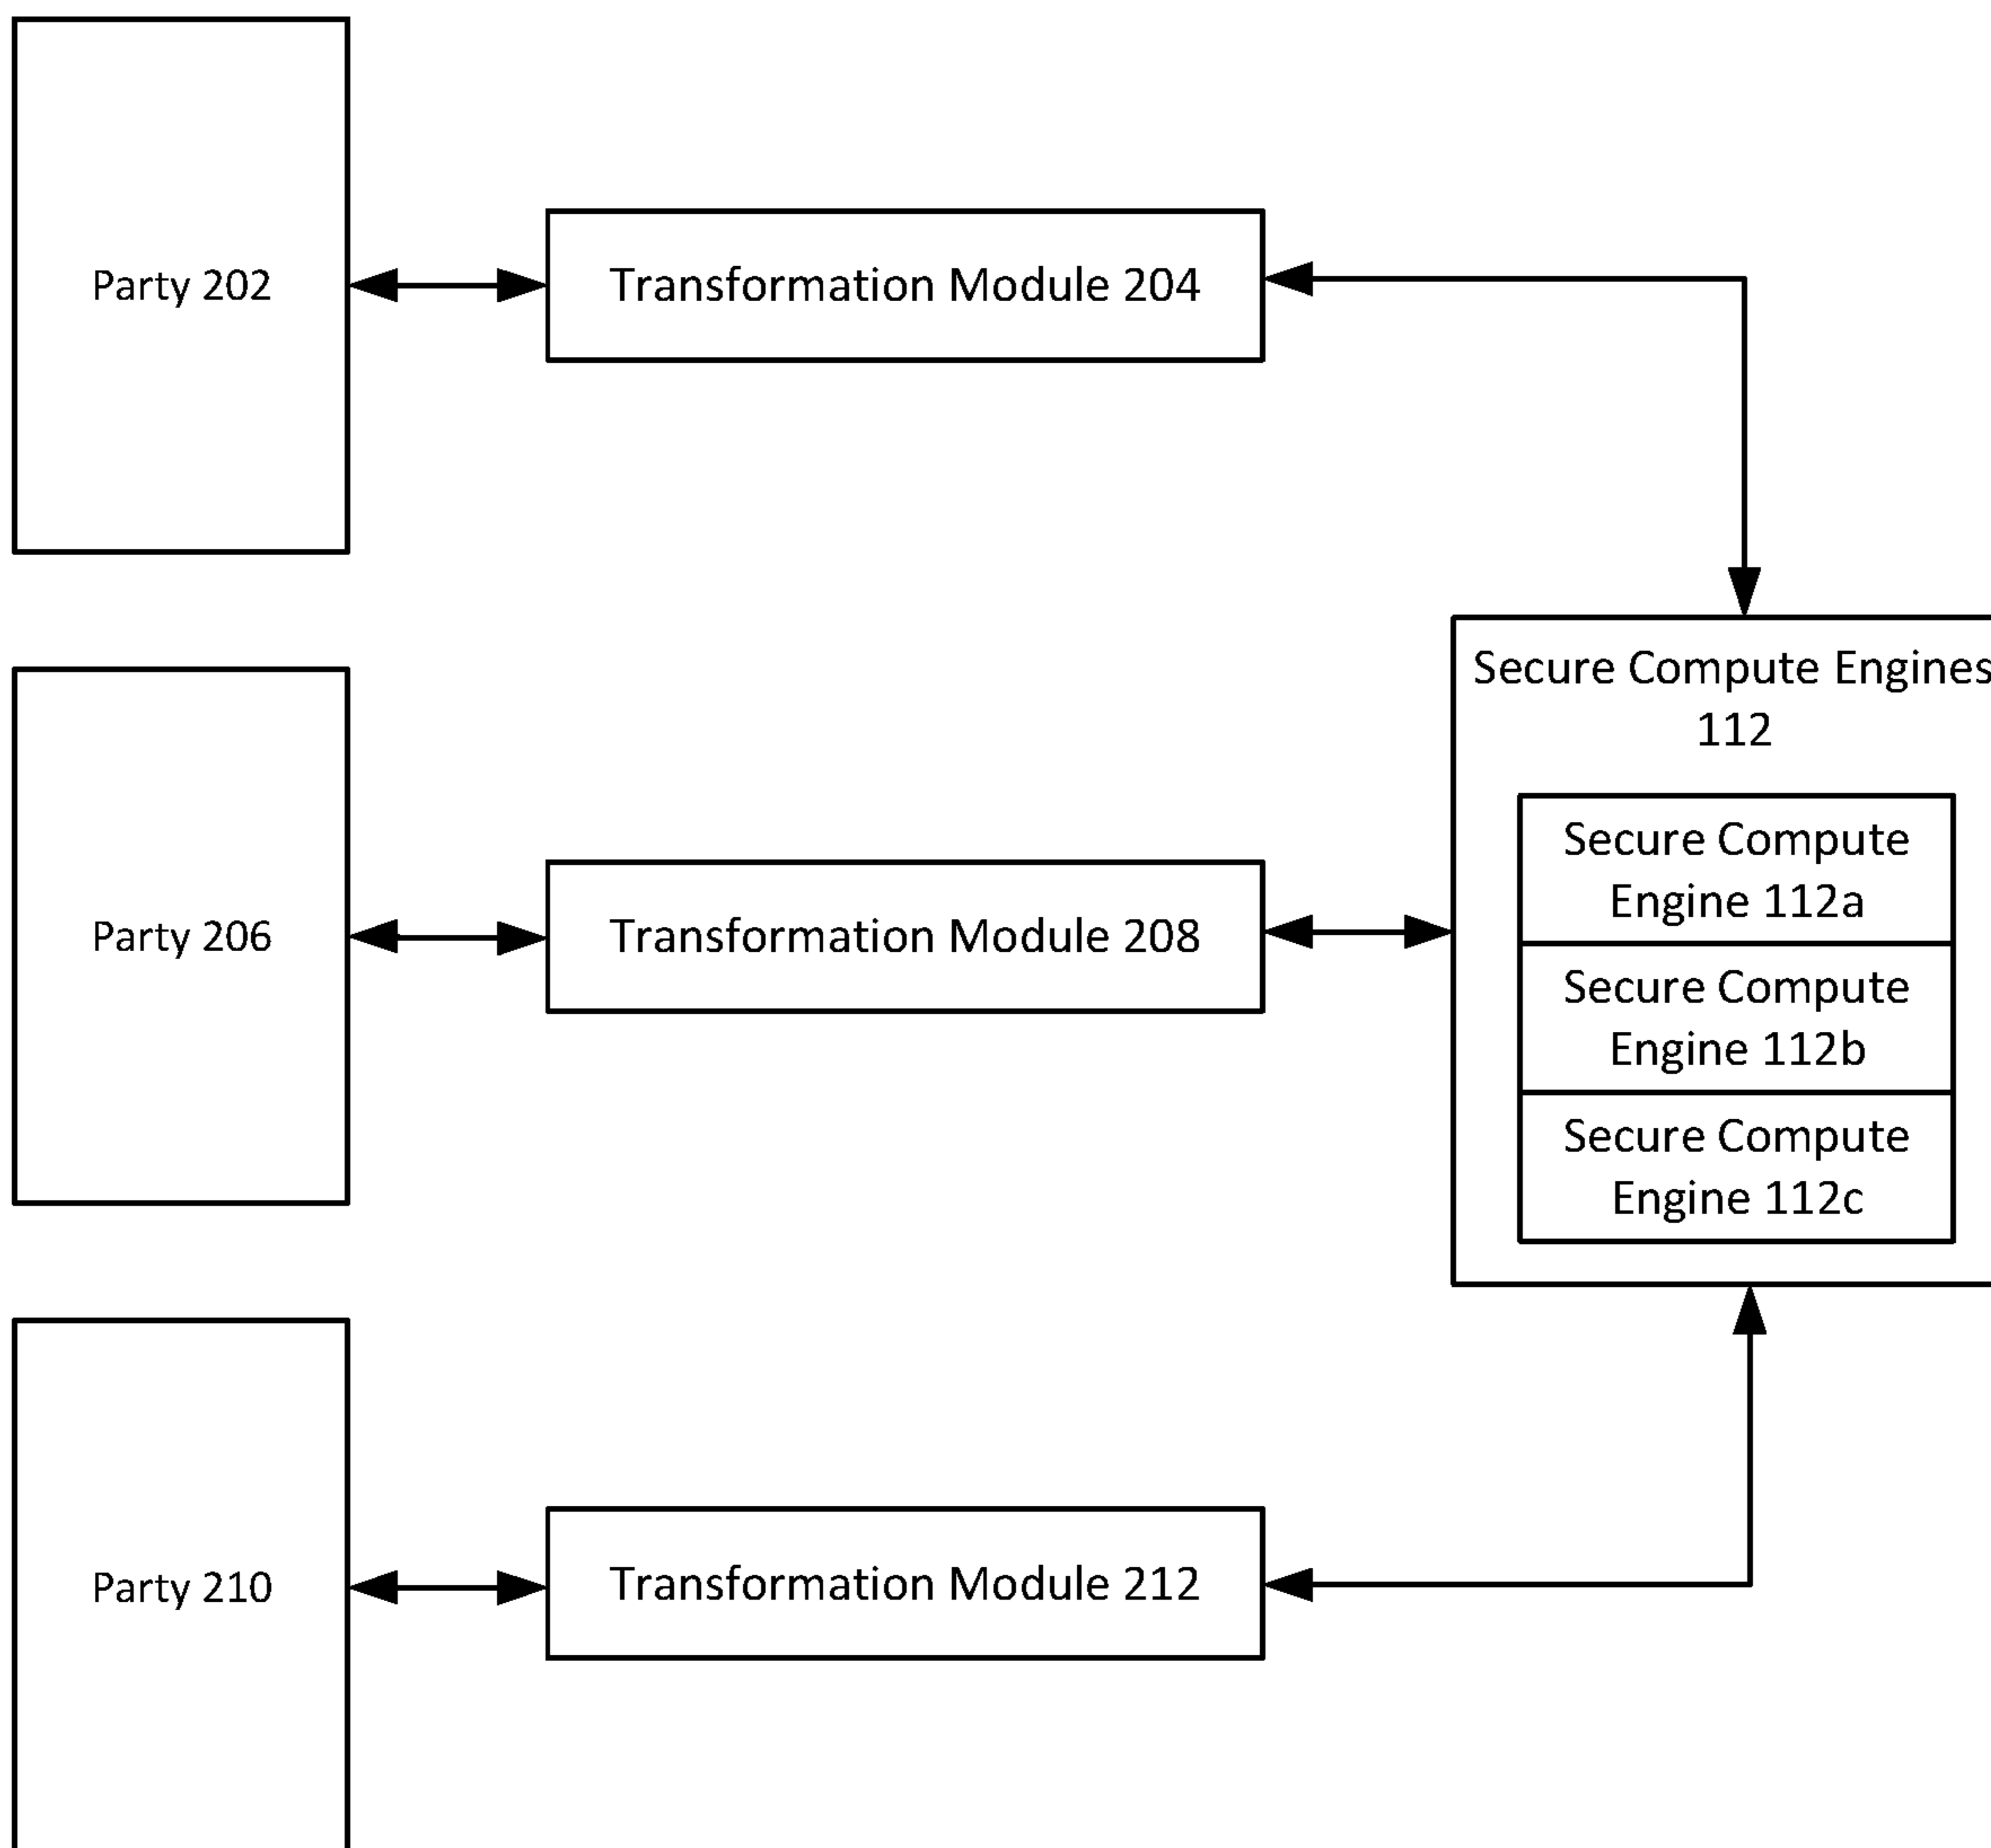 Party 202
Transformation Module 204
Secure Compute Engines
112
Secure Compute
Engine 112a
Party 206
Transformation Module 208
Secure Compute
Engine 112b
Secure Compute
Engine 112c
Party 210
Transformation Module 212